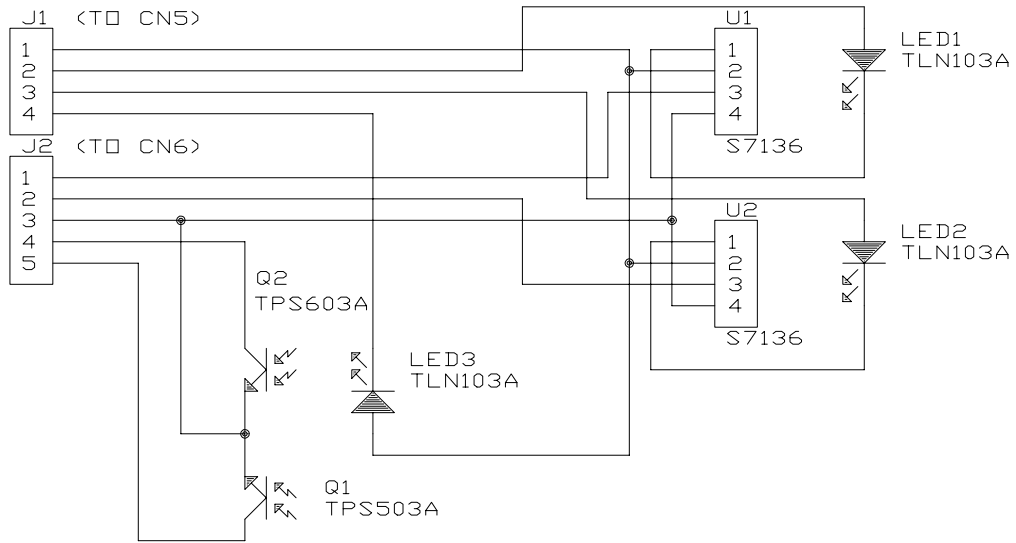 J1 (TO CN5)
1
2
3
4
J2 (TO CN6)
1
2
3
4
5
U1
1
2
3
4
S7136
LED1
TLN103A
U2
1
2
3
4
S7136
LED2
TLN103A
Q2
TPS603A
LED3
TLN103A
Q1
TPS503A